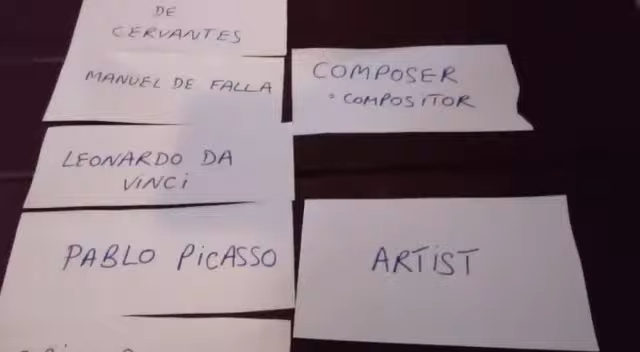 DE
CERVANTES
MANUEL DE FALLA
COMPOSER
= COMPOSITOR
LEONARDO DA
VINCI
PABLO PICASSO
ARTIST